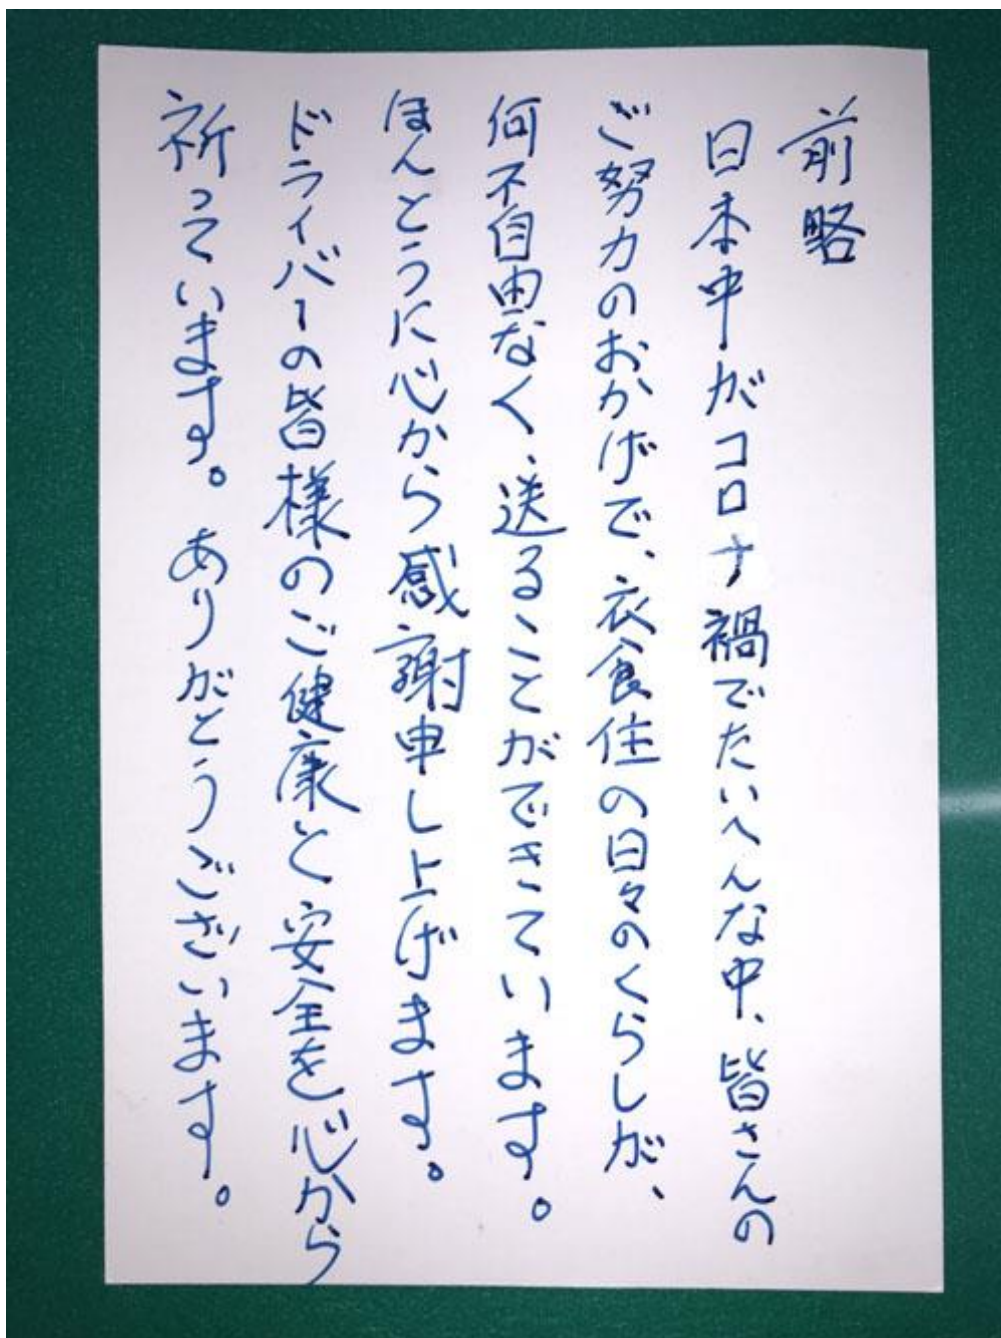 前略
日本中がコロナ禍でたいへんな中、皆さんの
ご努力のおかげで、衣食住の日々のくらしが、
何不自由なく、送ることができています。
ほんとうに心から感謝申し上げます。
ドライバーの皆様のご健康と安全を心から
祈っています。ありがとうございます。